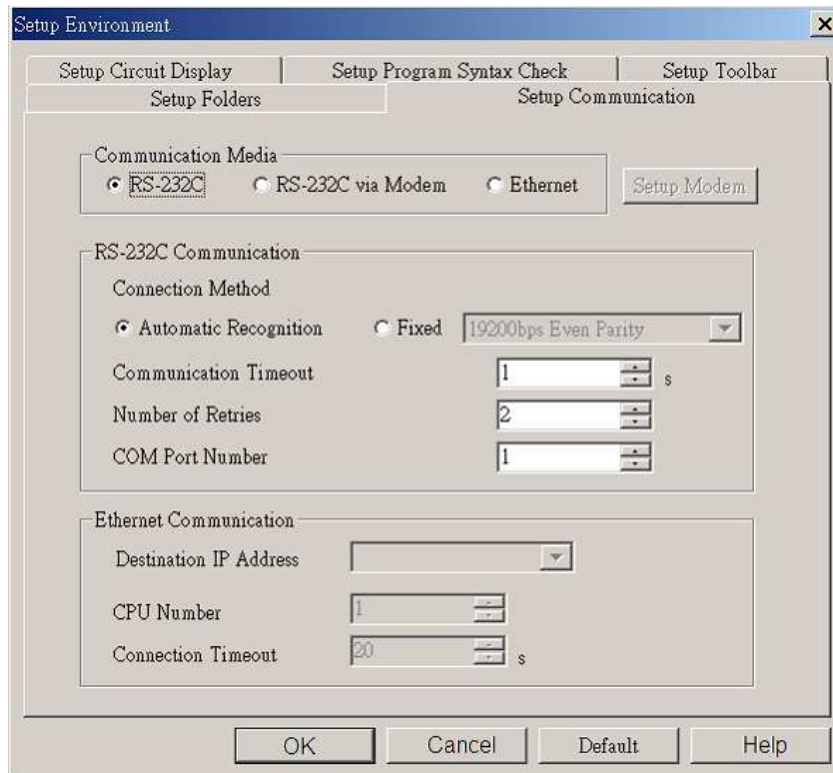 Setup Environment
Setup Circuit Display
Setup Program Syntax Check
Setup Toolbar
Setup Folders
Setup Communication
Communication Media
RS-232C
RS-232C via Modem
Ethernet
Setup Modem
RS-232C Communication
Connection Method
Automatic Recognition
Fixed
19200bps Even Parity
Communication Timeout
1
s
Number of Retries
2
COM Port Number
1
Ethernet Communication
Destination IP Address
CPU Number
1
Connection Timeout
20
s
OK
Cancel
Default
Help